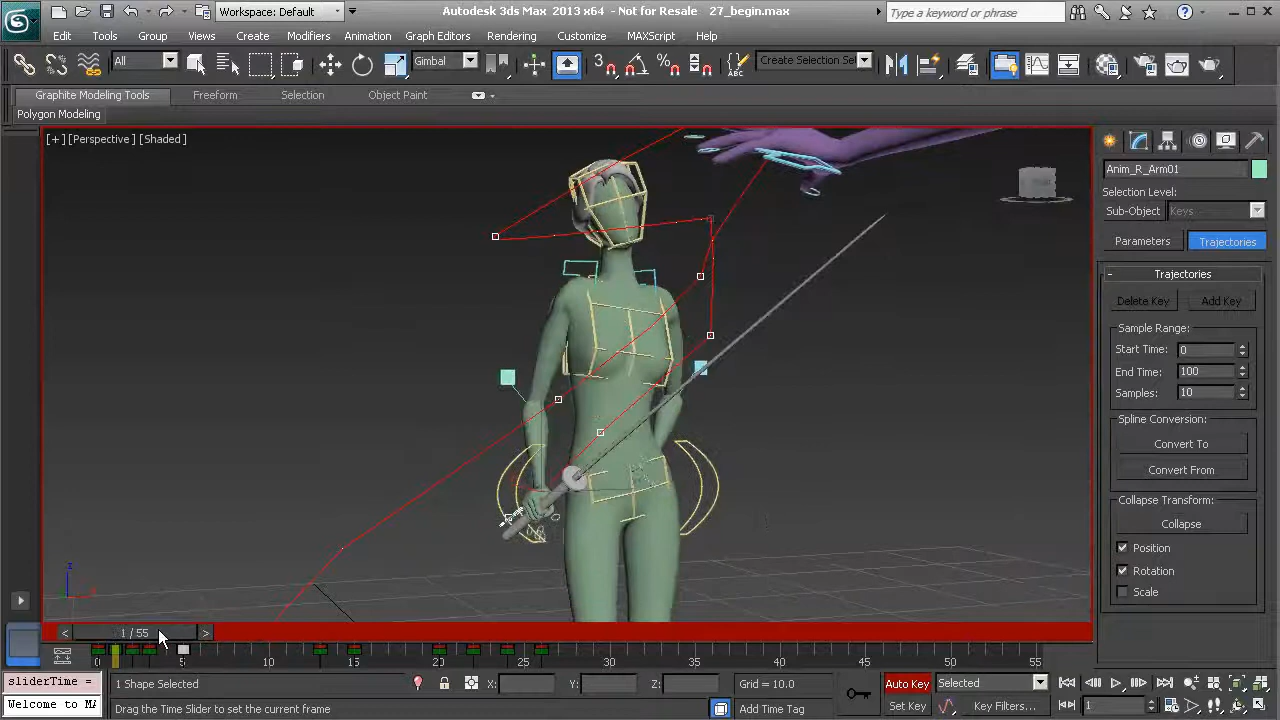 Workspace: Default
Autodesk 3ds Max 2013 x64 - Not for Resale 27_begin.max
Type a keyword or phrase
Edit Tools Group Views Create Modifiers Animation Graph Editors Rendering Customize MAXScript Help
All Gimbal Create Selection Se
Graphite Modeling Tools Freeform Selection Object Paint
Polygon Modeling
[+] [Perspective] [Shaded]
Anim_R_Arm01
Selection Level:
Sub-Object Keys
Parameters Trajectories
- Trajectories
Delete Key Add Key
Sample Range:
Start Time: 0
End Time: 100
Samples: 10
Spline Conversion:
Convert To
Convert From
Collapse Transform:
Collapse
Position
Rotation
Scale
z
< 1 / 55 >
0 5 10 15 20 25 30 35 40 45 50 55
sliderTime =
Welcome to MA
1 Shape Selected
X: Y: Z: Grid = 10.0
Drag the Time Slider to set the current frame
Add Time Tag
Auto Key Selected
Set Key Key Filters...
1